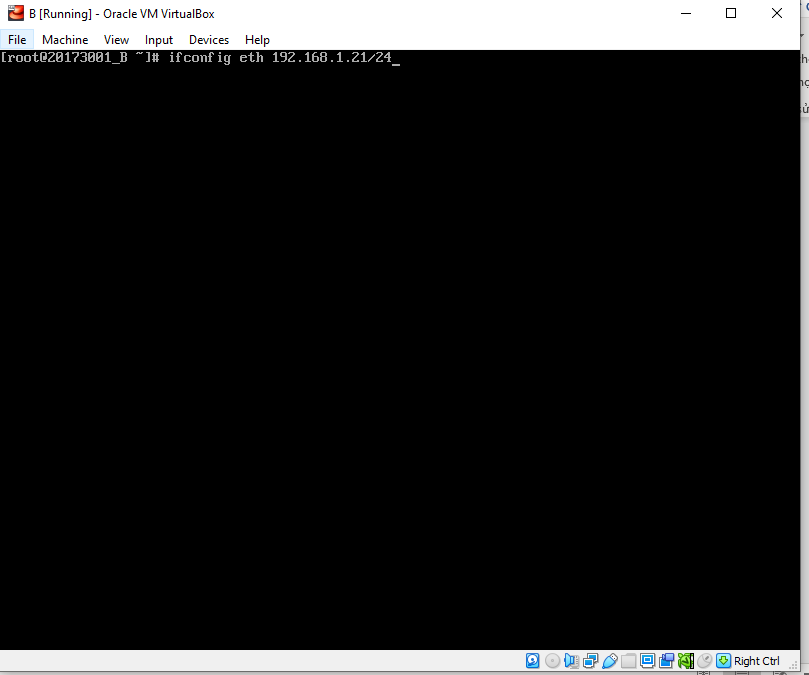 B [Running] - Oracle VM VirtualBox
File Machine View Input Devices Help
[root@20173001_B ~]# ifconfig eth 192.168.1.21/24_
Right Ctrl